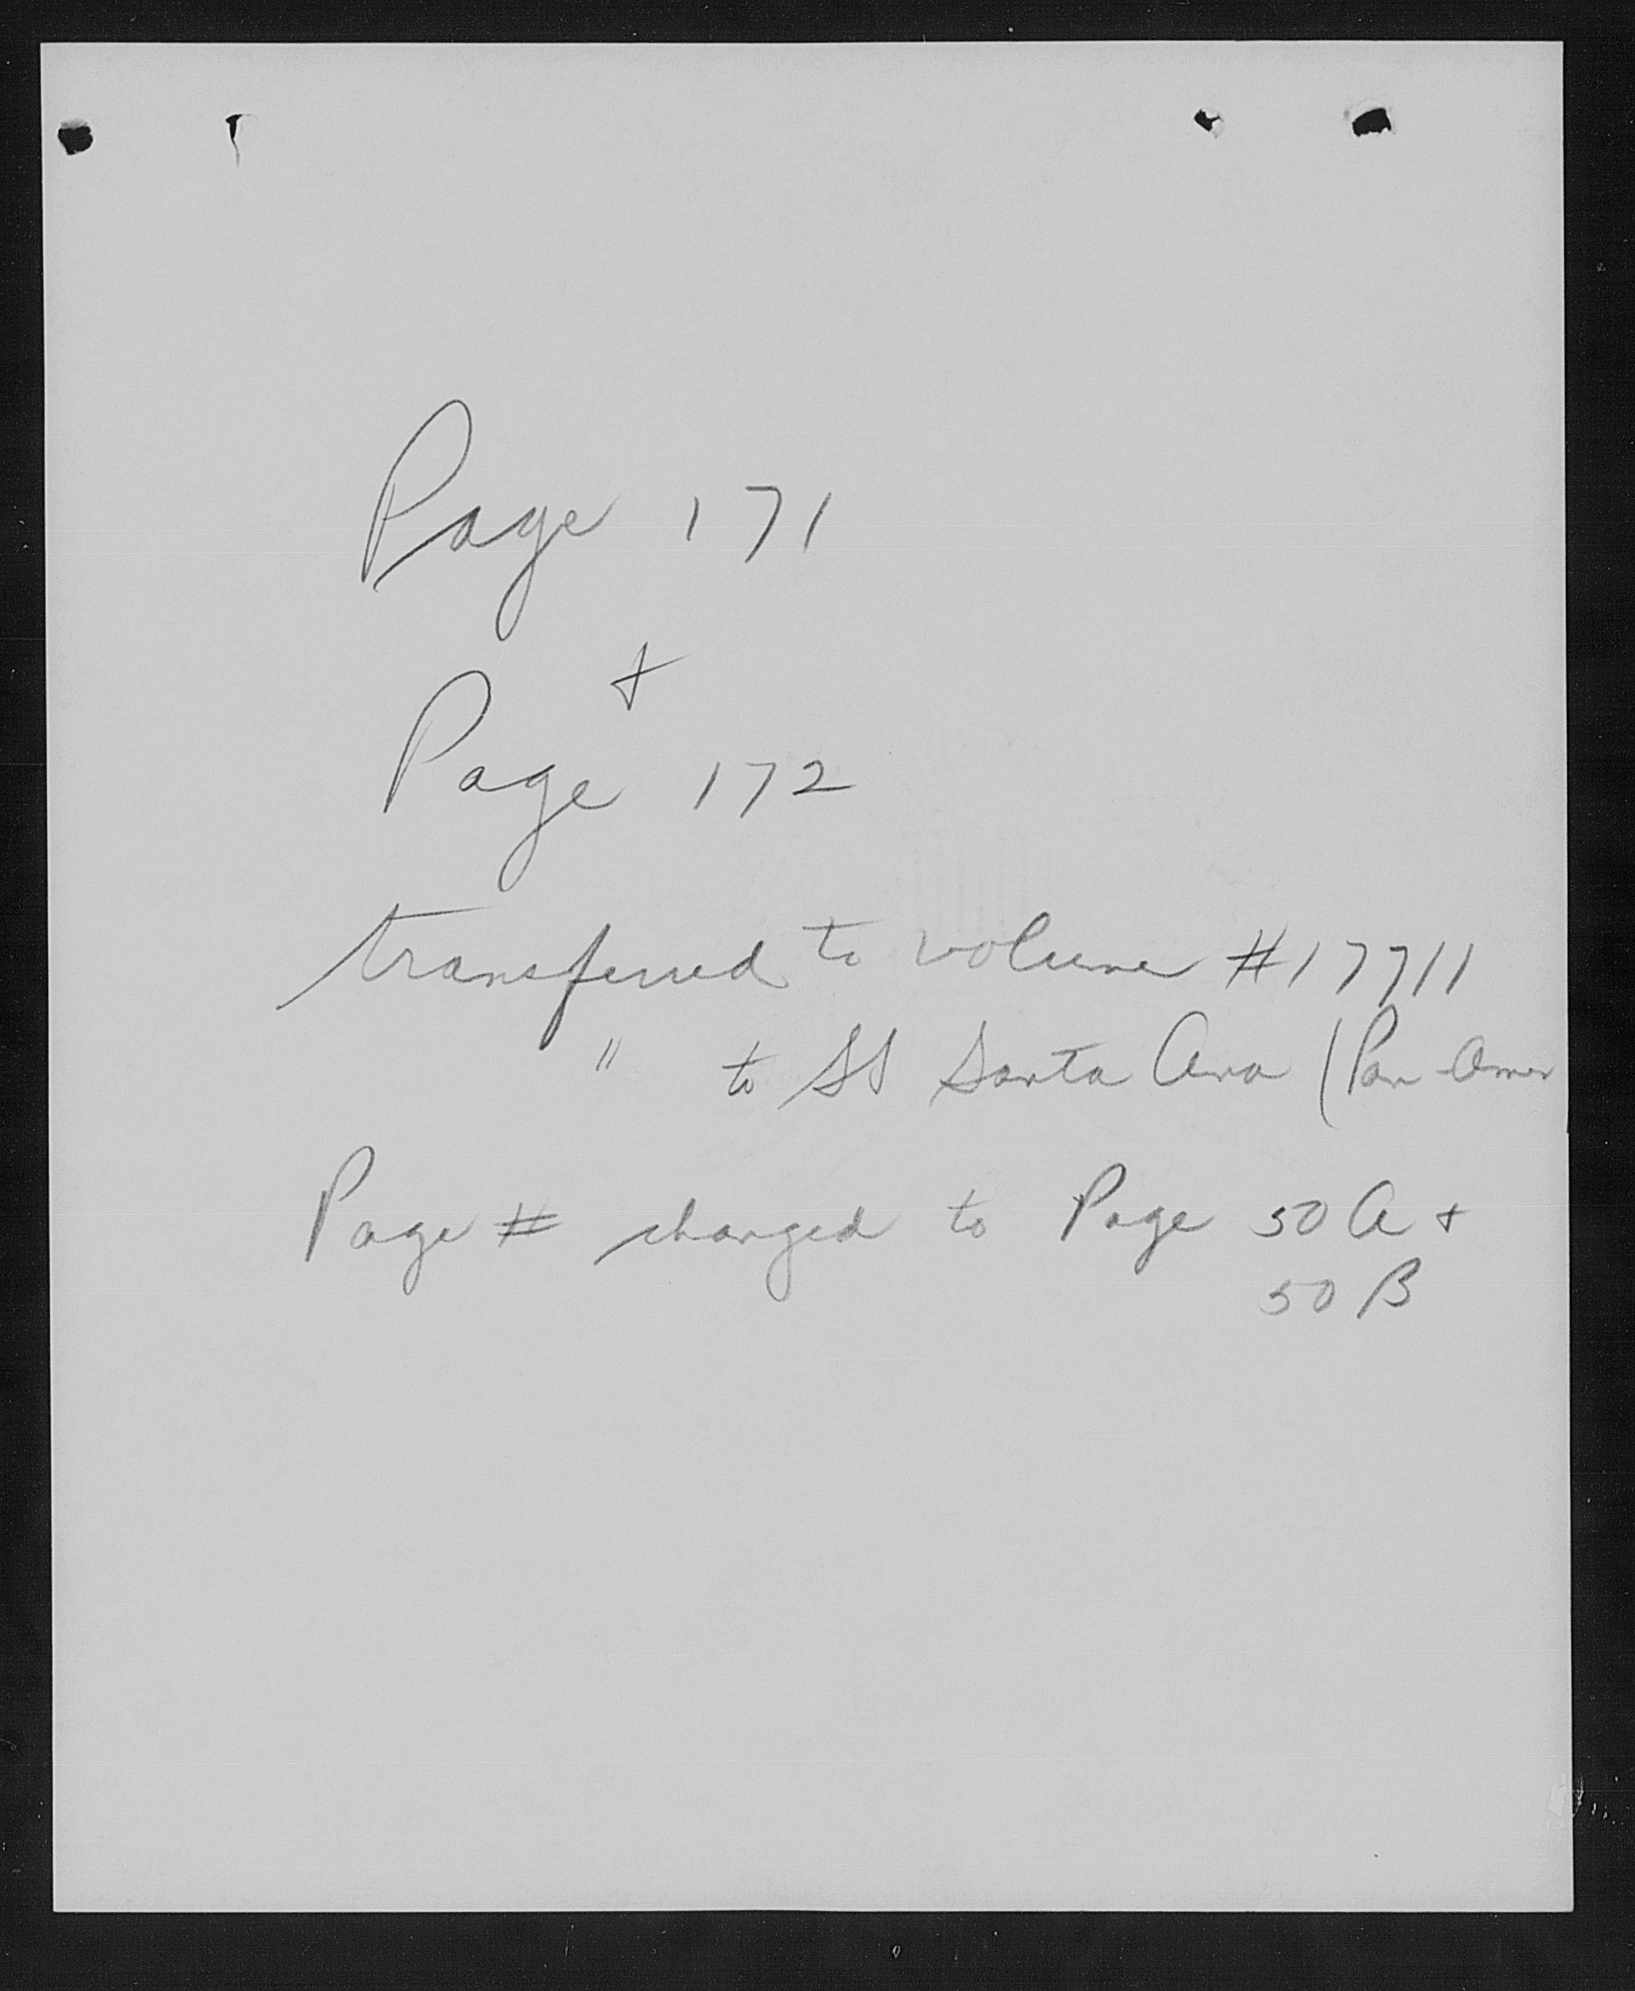 Page 171
+
Page 172
transferred to volume #17711
" to SS Santa Ana (Pan Amer
Page # changed to Page 50 A +
50 B